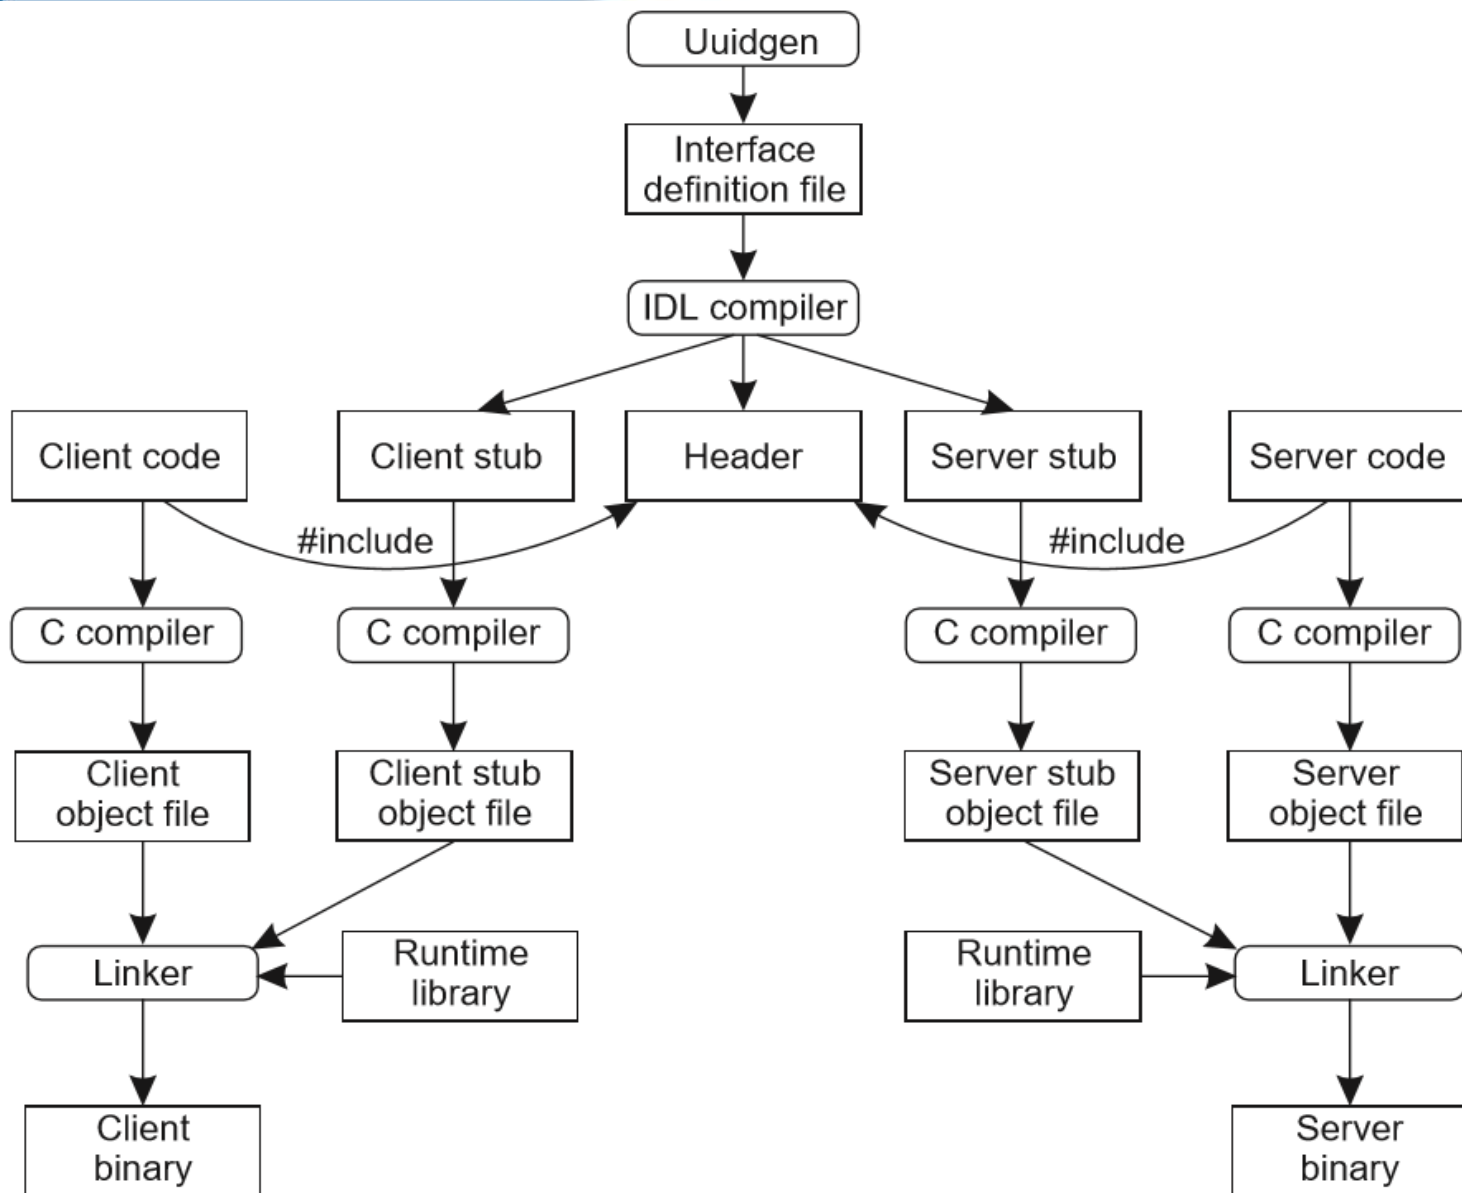 Uuidgen
Interface
definition file
IDL compiler
Client code
Client stub
Header
Server stub
Server code
#include
#include
C compiler
C compiler
C compiler
C compiler
Client
object file
Client stub
object file
Server stub
object file
Server
object file
Linker
Runtime
library
Runtime
library
Linker
Client
binary
Server
binary